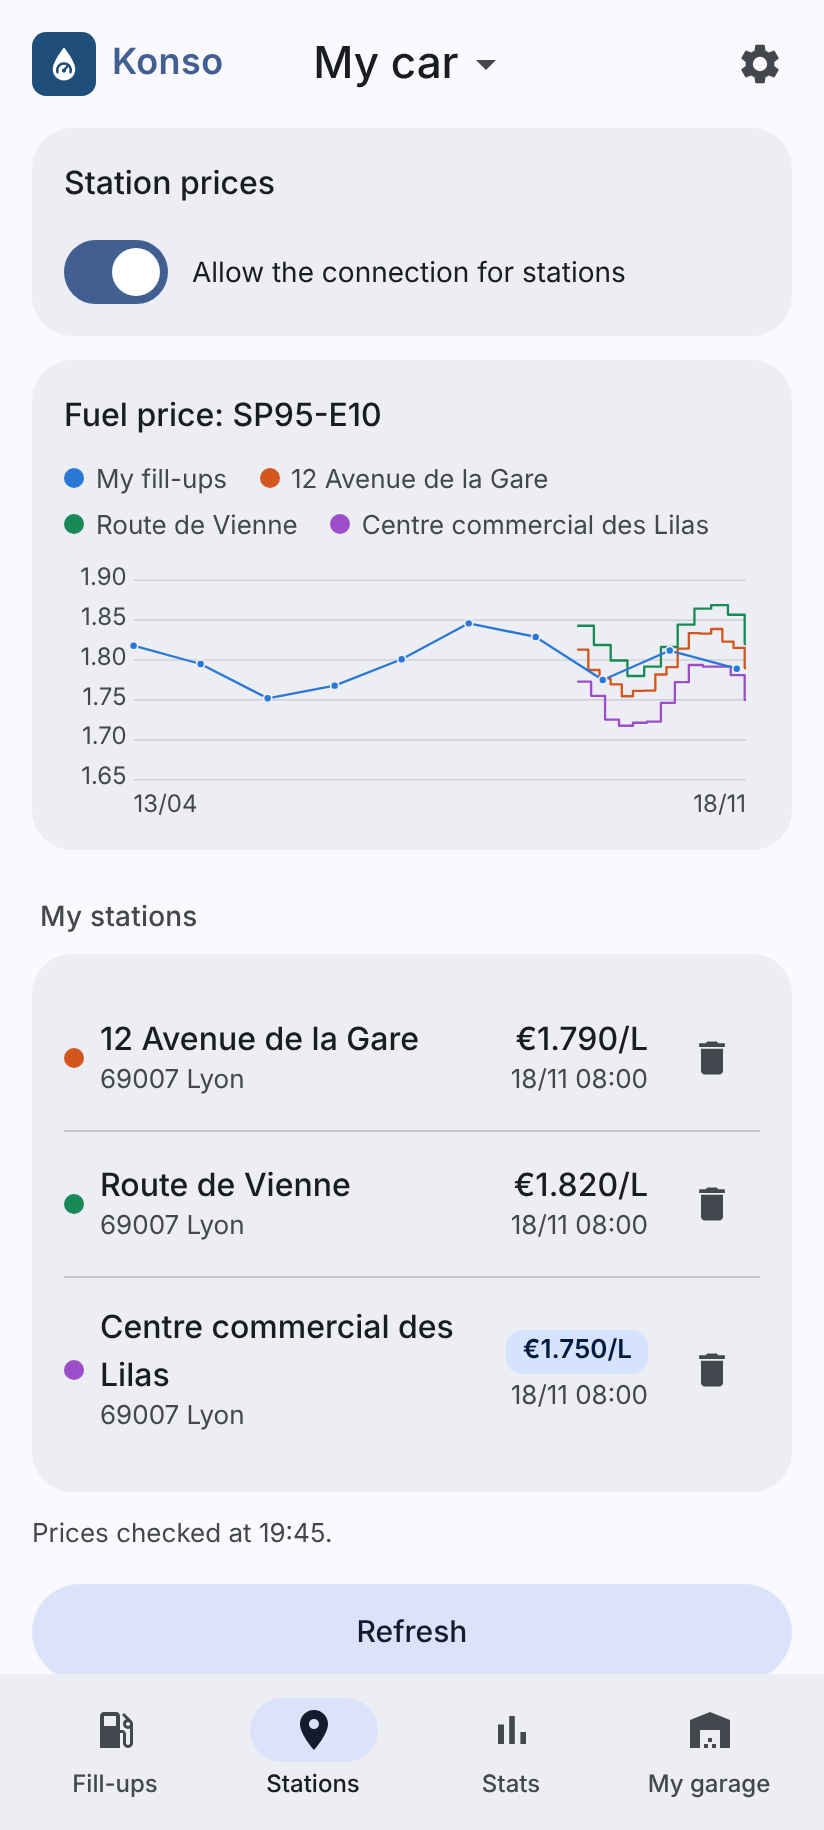 Konso
My car
Station prices
Allow the connection for stations
Fuel price: SP95-E10
My fill-ups
12 Avenue de la Gare
Route de Vienne
Centre commercial des Lilas
1.90
1.85
1.80
1.75
1.70
1.65
13/04
18/11
My stations
12 Avenue de la Gare
€1.790/L
69007 Lyon
18/11 08:00
Route de Vienne
€1.820/L
69007 Lyon
18/11 08:00
Centre commercial des
Lilas
€1.750/L
69007 Lyon
18/11 08:00
Prices checked at 19:45.
Refresh
Fill-ups
Stations
Stats
My garage